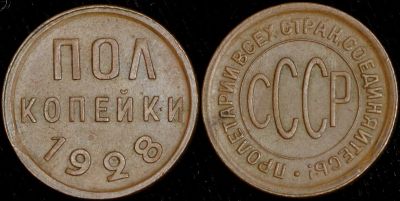 ПОЛ
КОПЕЙКИ
1928
ПРОЛЕТАРИИ ВСЕХ СТРАН, СОЕДИНЯЙТЕСЬ!
СССР